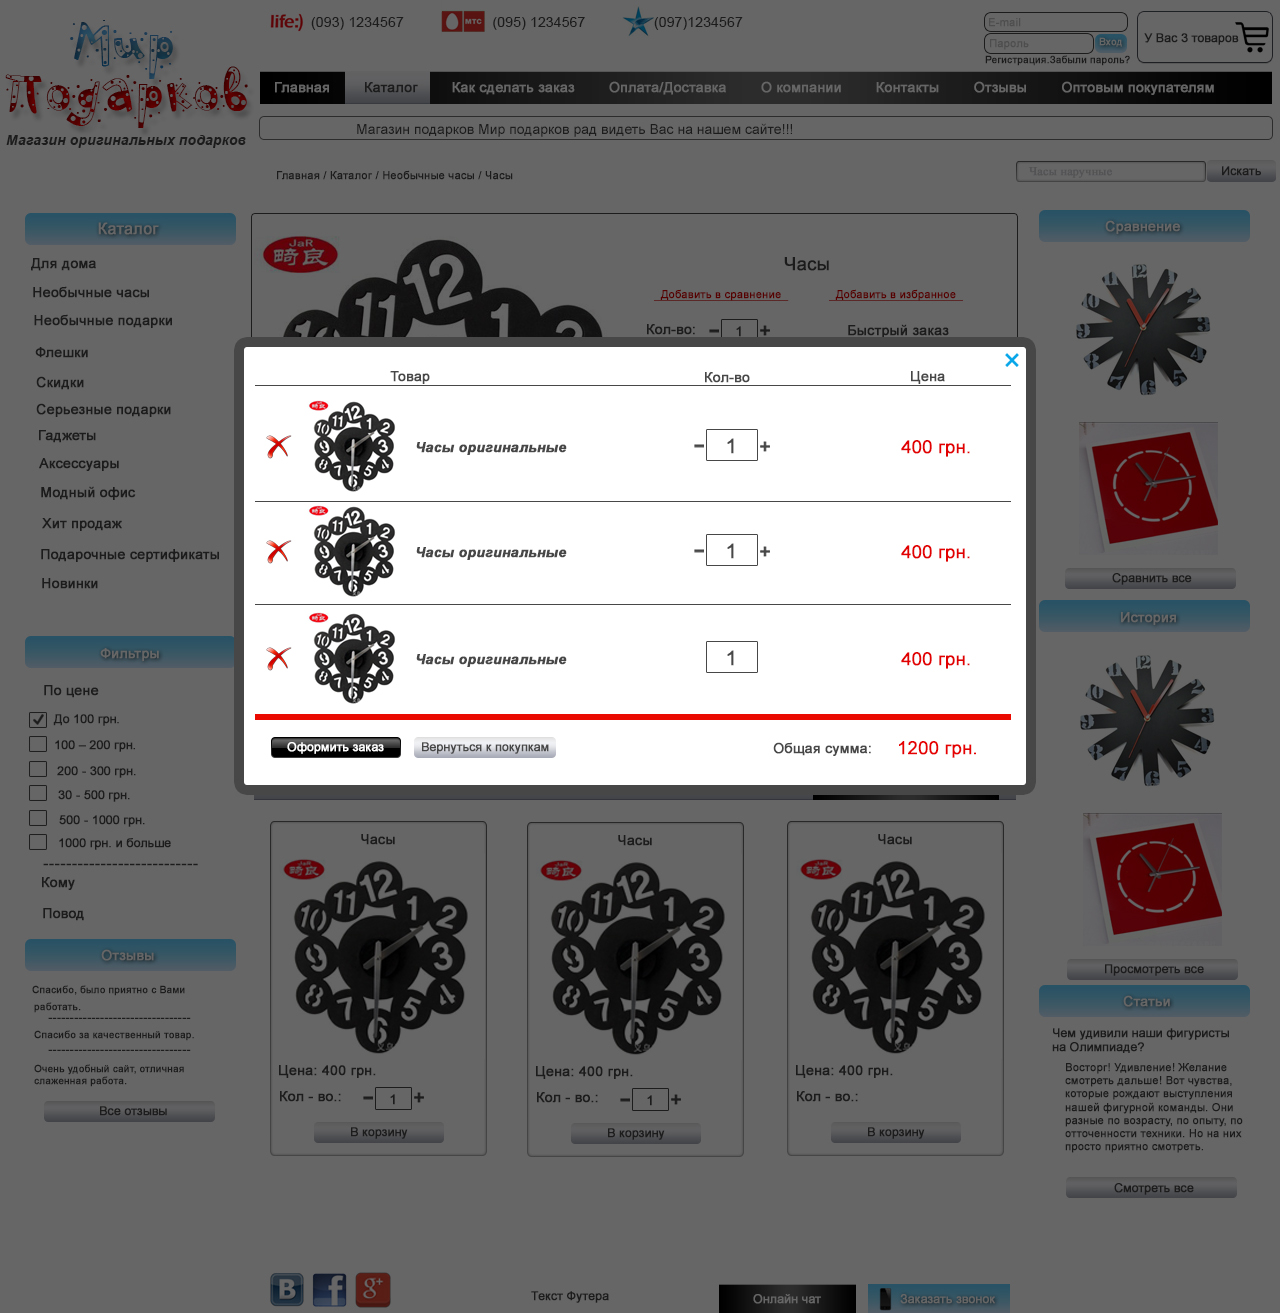 life:) (093) 1234567
МТС (095) 1234567
(097)1234567
E-mail
Пароль
Вход
Регистрация.Забыли пароль?
У Вас 3 товаров
Мир
Подарков
Магазин оригинальных подарков
Главная Каталог Как сделать заказ Оплата/Доставка О компании Контакты Отзывы Оптовым покупателям
Магазин подарков Мир подарков рад видеть Вас на нашем сайте!!!
Главная / Каталог / Необычные часы / Часы
Часы наручные
Искать
Каталог
Для дома
Необычные часы
Необычные подарки
Флешки
Скидки
Серьезные подарки
Гаджеты
Аксессуары
Модный офис
Хит продаж
Подарочные сертификаты
Новинки
Фильтры
По цене
До 100 грн.
100 – 200 грн.
200 - 300 грн.
30 - 500 грн.
500 - 1000 грн.
1000 грн. и больше
----------------------------
Кому
Повод
Отзывы
Спасибо, было приятно с Вами
работать.
---------------------------------
Спасибо за качественный товар.
---------------------------------
Очень удобный сайт, отличная
слаженная работа.
Все отзывы
JaR
畸良
12
11
Часы
Добавить в сравнение
Добавить в избранное
Кол-во: - 1 +
Быстрый заказ
Товар Кол-во Цена
Часы оригинальные - 1 + 400 грн.
Часы оригинальные - 1 + 400 грн.
Часы оригинальные 1 400 грн.
Оформить заказ
Вернуться к покупкам
Общая сумма: 1200 грн.
Часы
Цена: 400 грн.
Кол - во.: - 1 +
В корзину
Часы
Цена: 400 грн.
Кол - во.: - 1 +
В корзину
Часы
Цена: 400 грн.
Кол - во.:
В корзину
Сравнение
Сравнить все
История
Просмотреть все
Статьи
Чем удивили наши фигуристы
на Олимпиаде?
Восторг! Удивление! Желание
смотреть дальше! Вот чувства,
которые рождают выступления
нашей фигурной команды. Они
разные по возрасту, по опыту, по
отточенности техники. Но на них
просто приятно смотреть.
Смотреть все
В
f
g+
Текст Футера
Онлайн чат
Заказать звонок